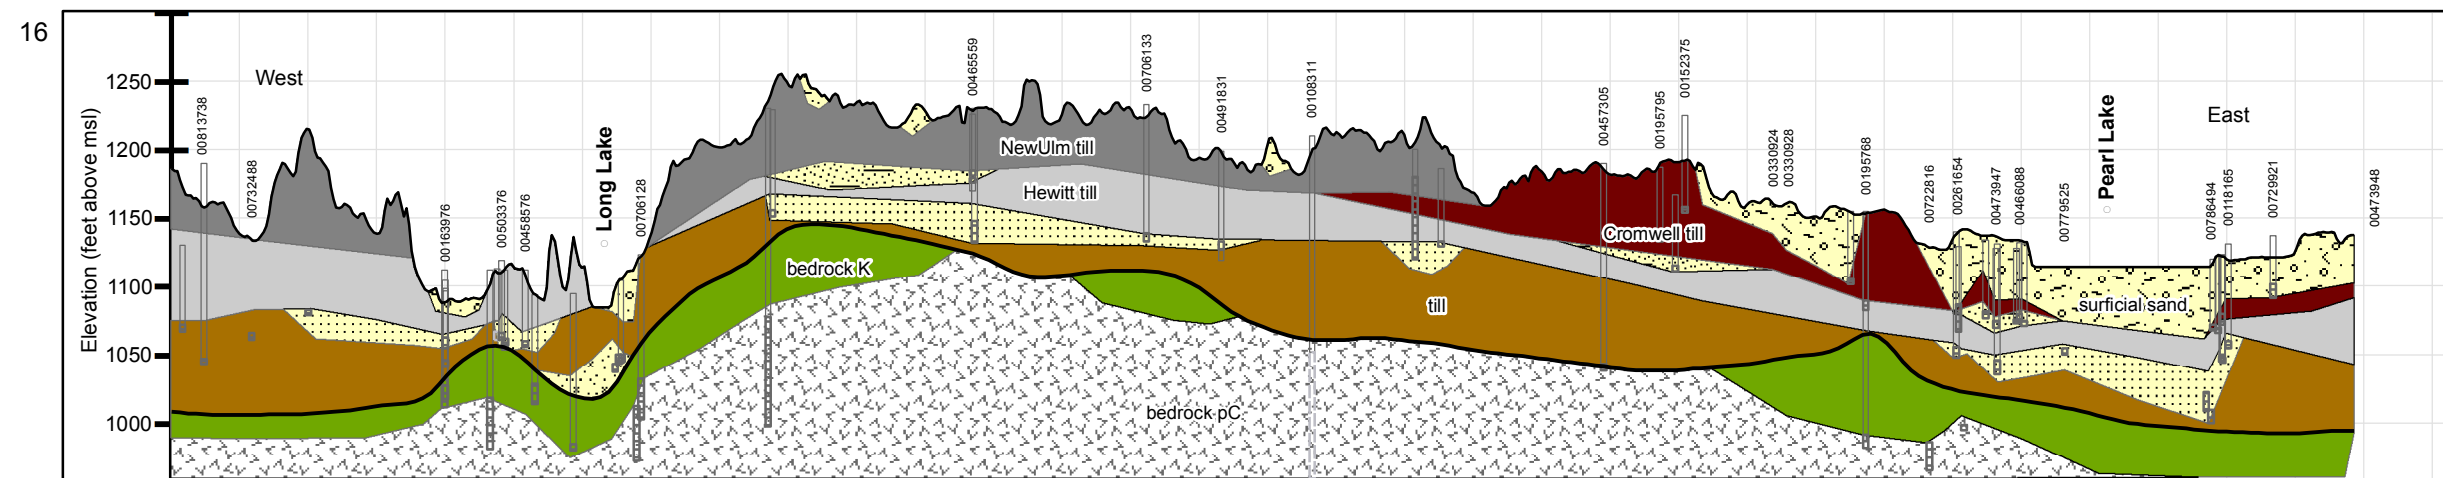 16
West
East
Elevation (feet above msl)
1250
1200
1150
1100
1050
1000
00813738
00732488
00163976
00503376
00458576
Long Lake
00706128
00465559
00706133
00491831
00108311
00457305
00195795
00152375
00330924
00330928
00195768
00722816
00261654
00473947
00466088
00779525
Pearl Lake
00786494
00118165
00729921
00473948
NewUlm till
Hewitt till
Cromwell till
bedrock K
till
surficial sand
bedrock pC